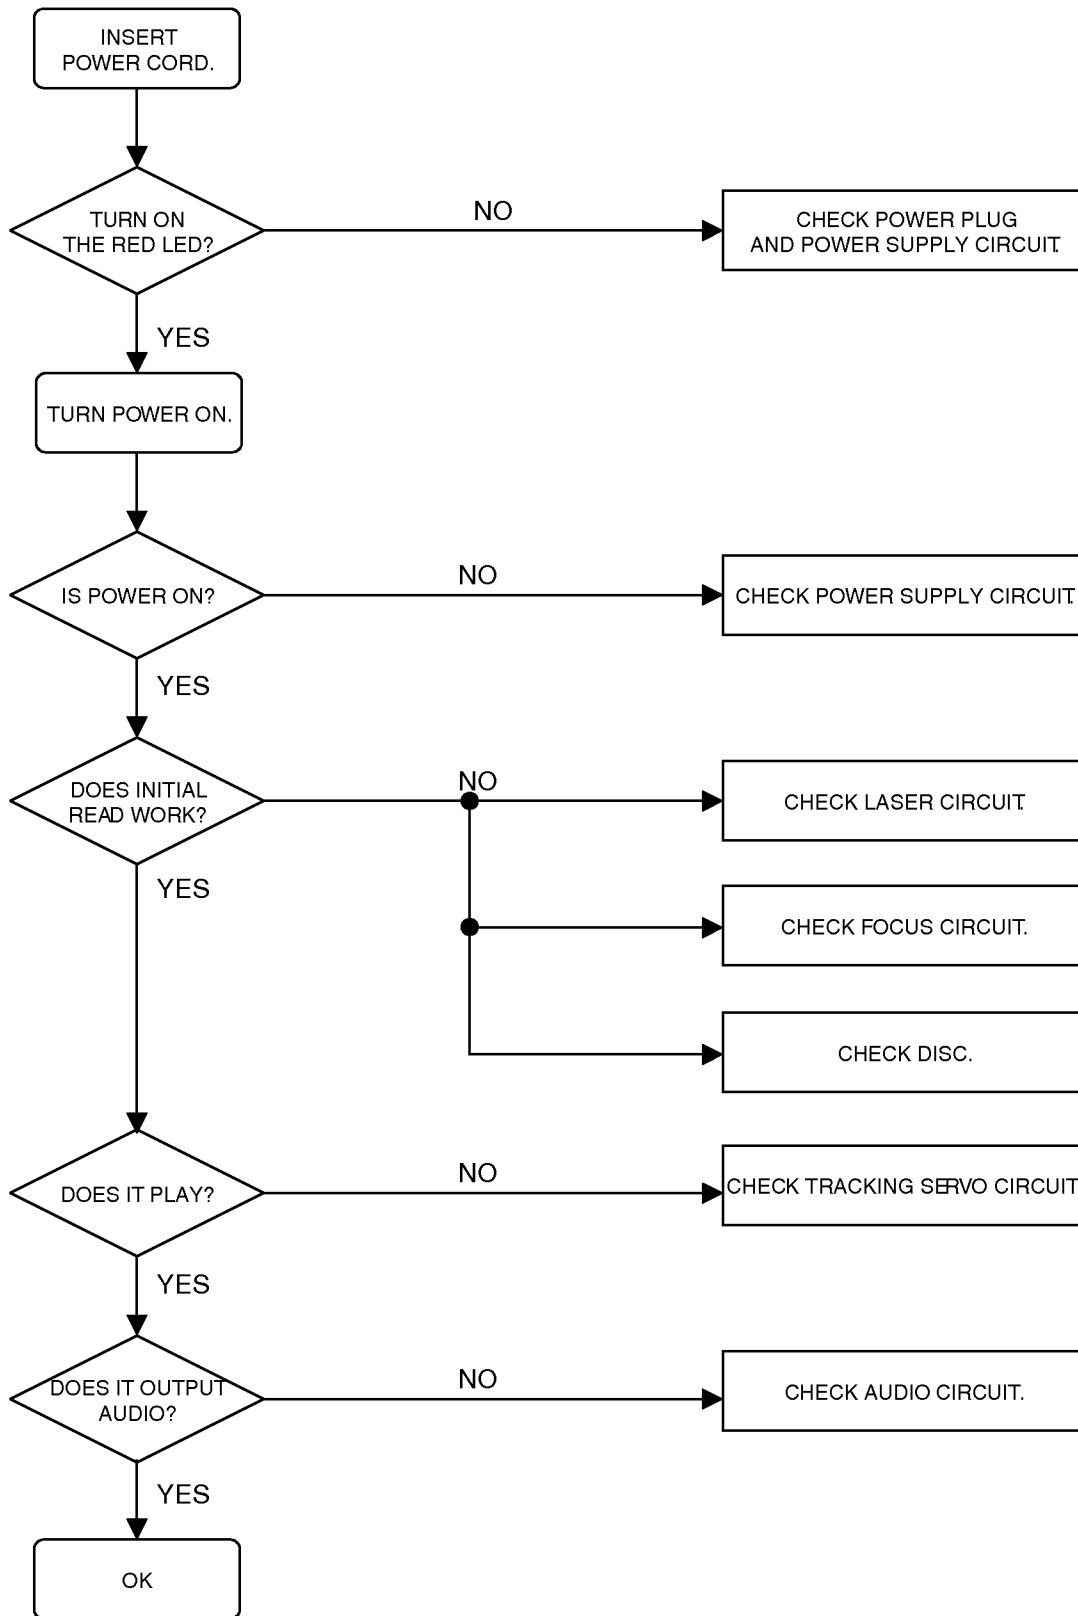 INSERT
POWER CORD.
TURN ON
THE RED LED?
NO
CHECK POWER PLUG
AND POWER SUPPLY CIRCUIT.
YES
TURN POWER ON.
IS POWER ON?
NO
CHECK POWER SUPPLY CIRCUIT.
YES
DOES INITIAL
READ WORK?
NO
CHECK LASER CIRCUIT.
YES
CHECK FOCUS CIRCUIT.
CHECK DISC.
DOES IT PLAY?
NO
CHECK TRACKING SERVO CIRCUIT
YES
DOES IT OUTPUT
AUDIO?
NO
CHECK AUDIO CIRCUIT.
YES
OK